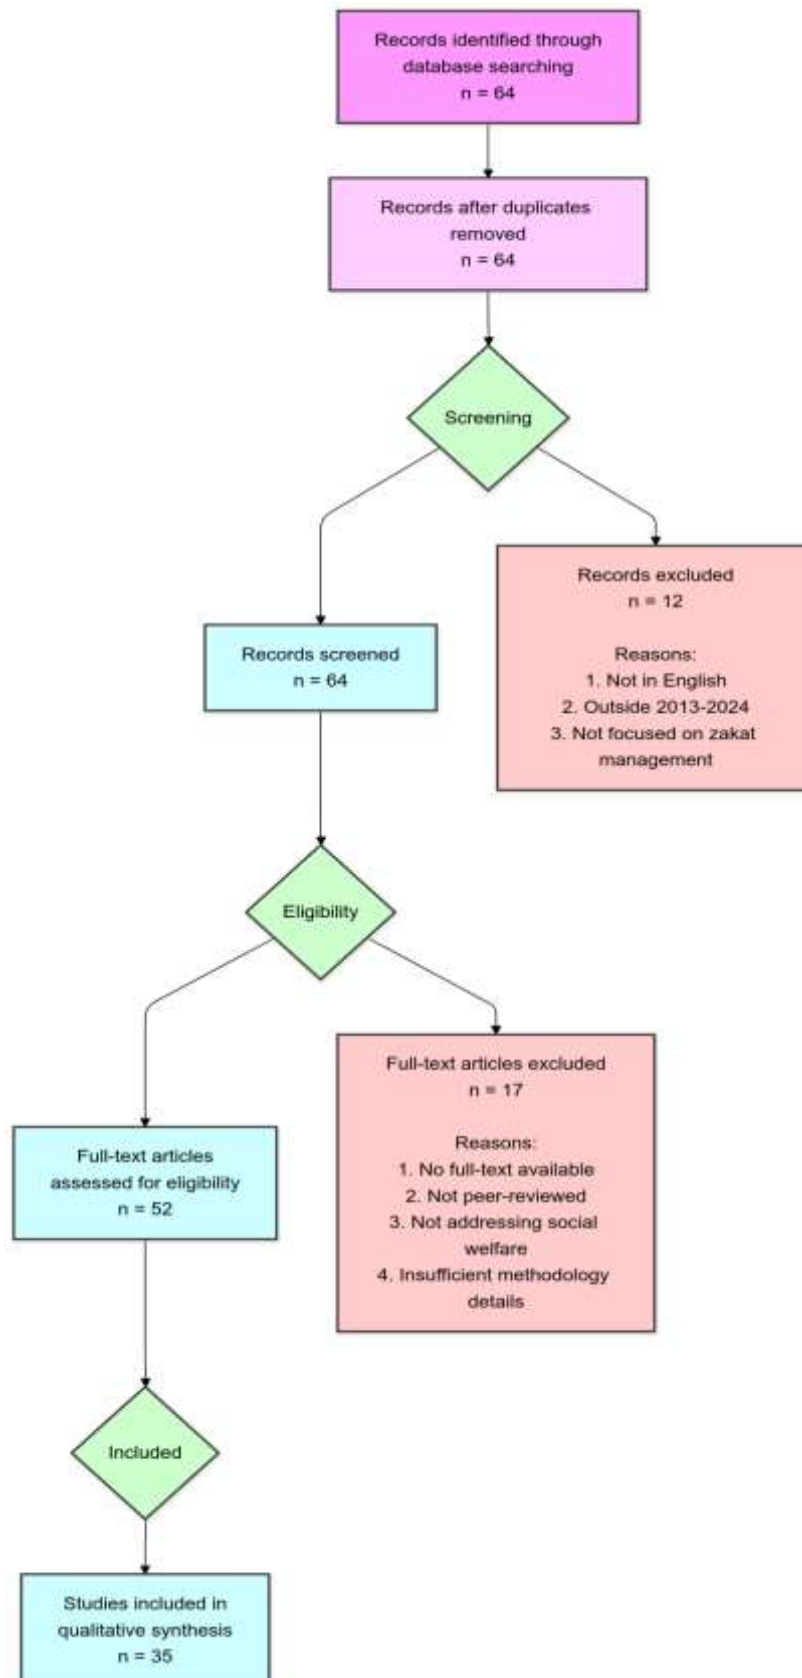 Records identified through
database searching
n = 64
Records after duplicates
removed
n = 64
Screening
Records excluded
n = 12
Reasons:
1. Not in English
2. Outside 2013-2024
3. Not focused on zakat
management
Records screened
n = 64
Eligibility
Full-text articles excluded
n = 17
Reasons:
1. No full-text available
2. Not peer-reviewed
3. Not addressing social
welfare
4. Insufficient methodology
details
Full-text articles
assessed for eligibility
n = 52
Included
Studies included in
qualitative synthesis
n = 35